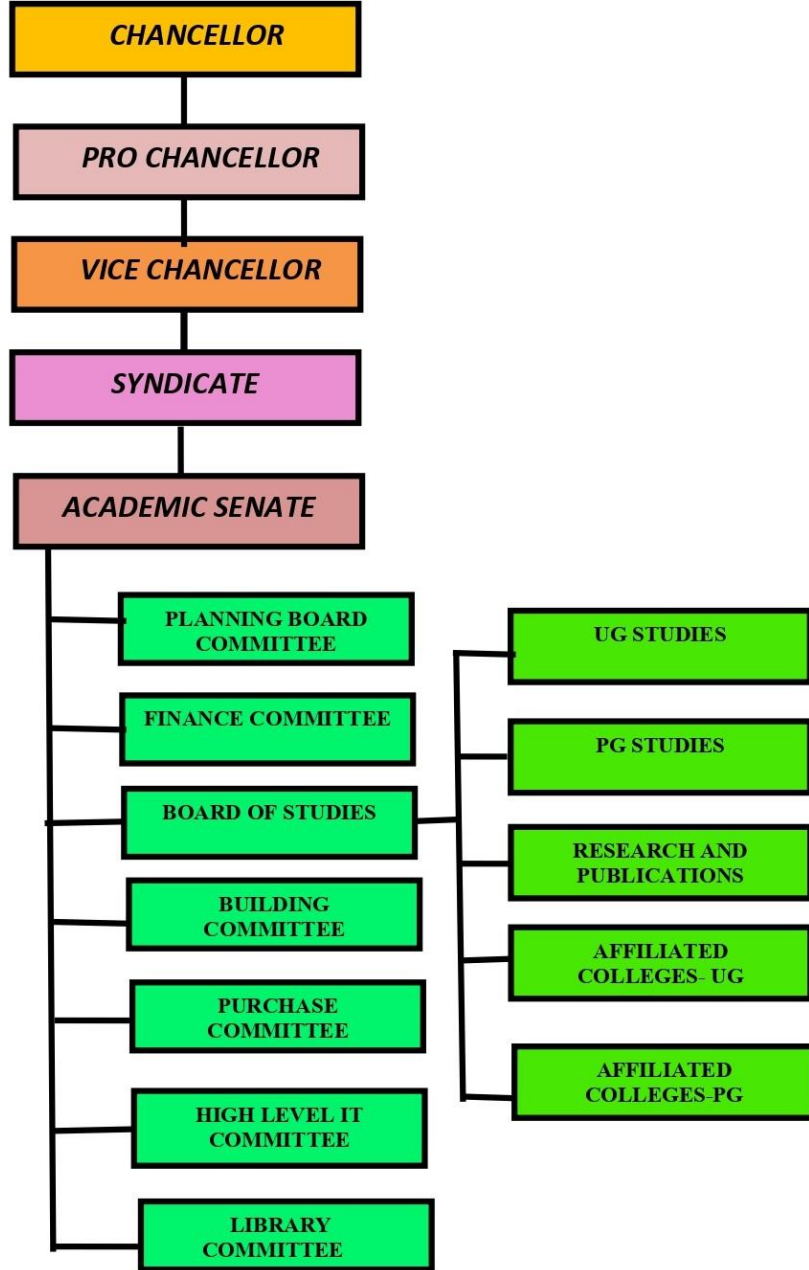 CHANCELLOR
PRO CHANCELLOR
VICE CHANCELLOR
SYNDICATE
ACADEMIC SENATE
PLANNING BOARD
COMMITTEE
FINANCE COMMITTEE
BOARD OF STUDIES
BUILDING
COMMITTEE
PURCHASE
COMMITTEE
HIGH LEVEL IT
COMMITTEE
LIBRARY
COMMITTEE
UG STUDIES
PG STUDIES
RESEARCH AND
PUBLICATIONS
AFFILIATED
COLLEGES- UG
AFFILIATED
COLLEGES-PG